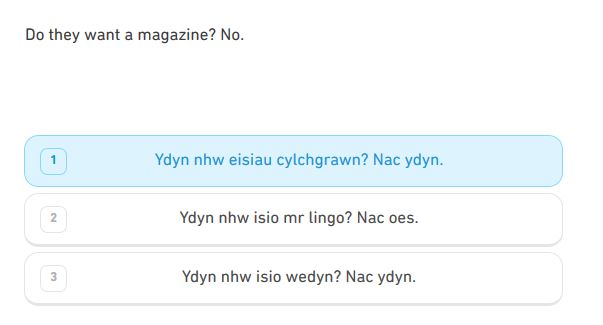 Do they want a magazine? No.
1
Ydyn nhw eisiau cylchgrawn? Nac ydyn.
2
Ydyn nhw isio mr lingo? Nac oes.
3
Ydyn nhw isio wedyn? Nac ydyn.